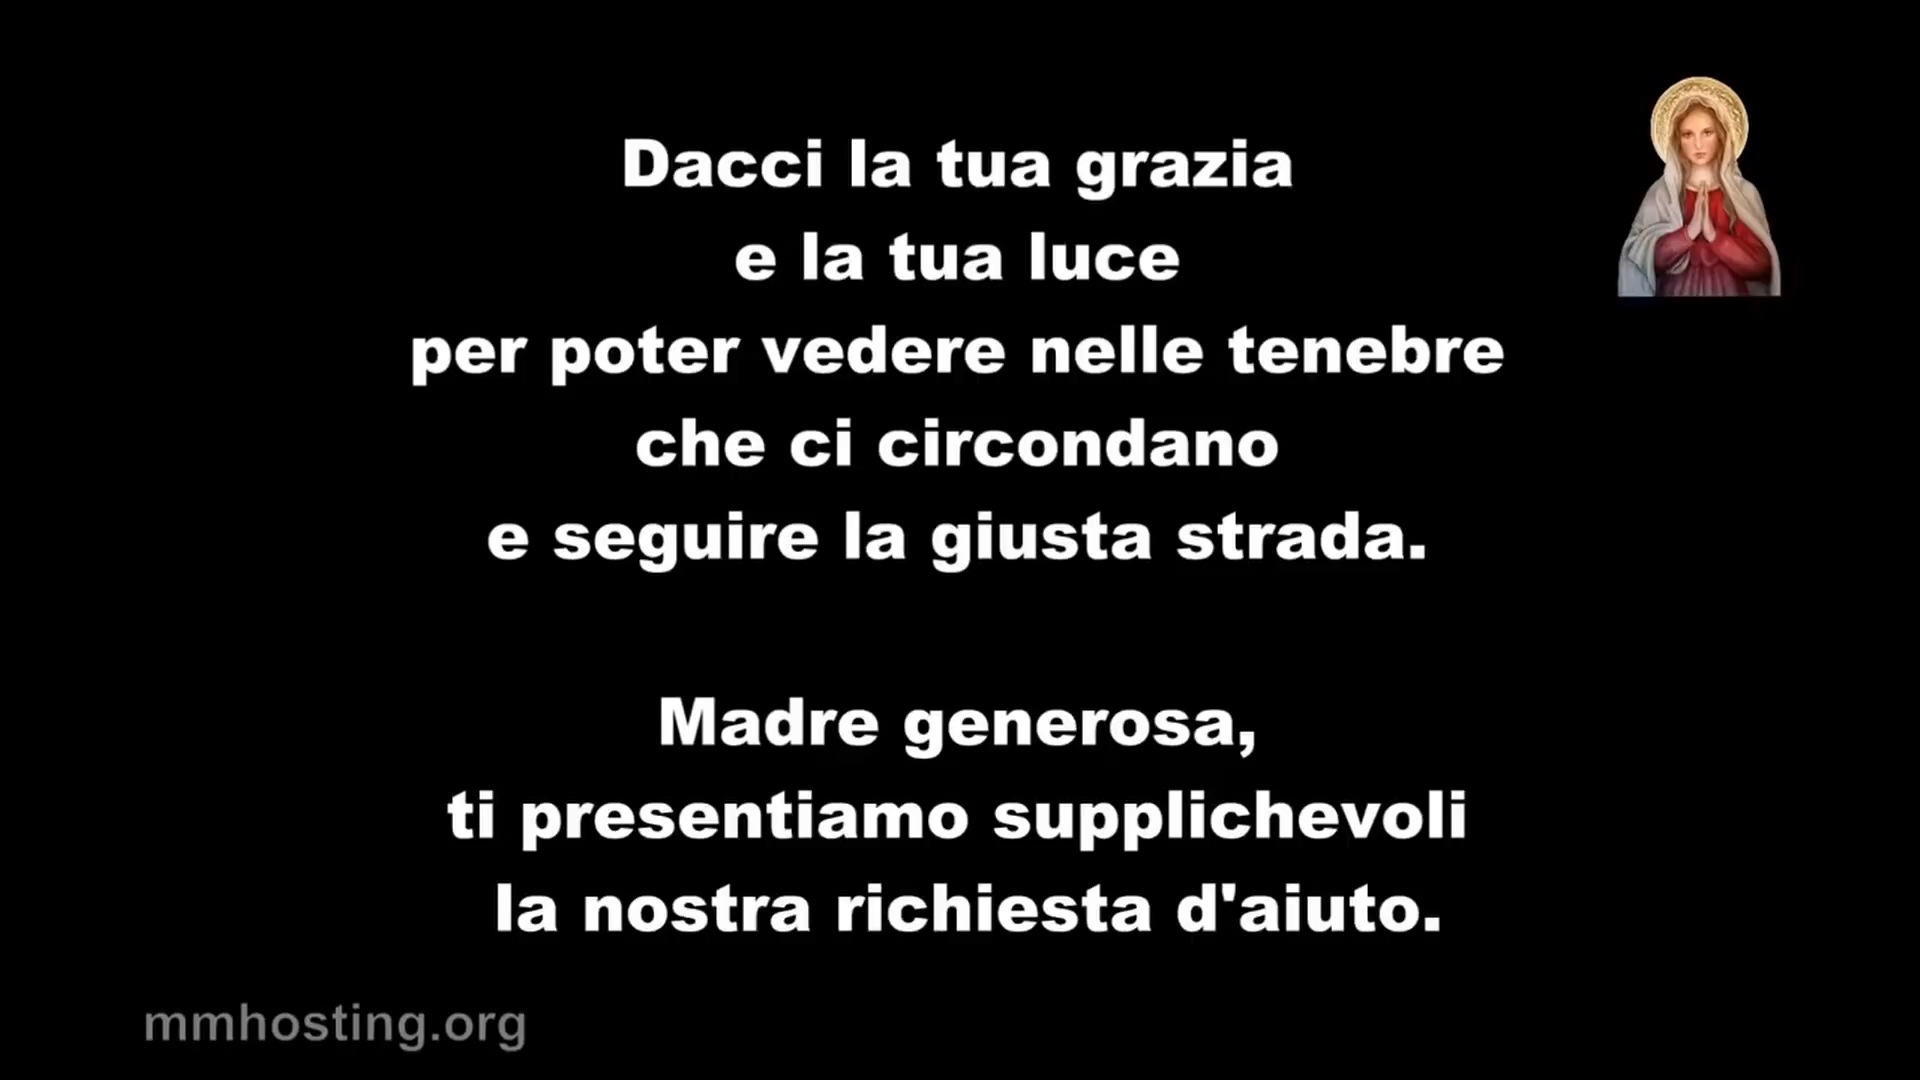 Dacci la tua grazia
e la tua luce
per poter vedere nelle tenebre
che ci circondano
e seguire la giusta strada.
Madre generosa,
ti presentiamo supplichevoli
la nostra richiesta d'aiuto.
mmhosting.org